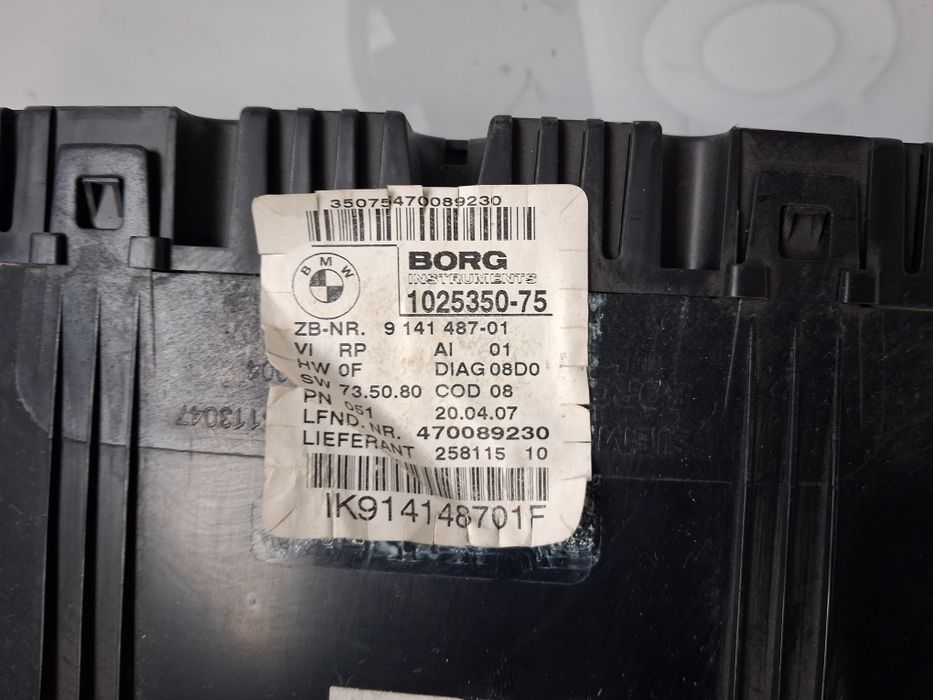 35075470089230
BMW
BORG
INSTRUMENTS
1025350-75
ZB-NR. 9 141 487-01
VI RP AI 01
HW 0F DIAG 08D0
SW 73.50.80 COD 08
PN 051 20.04.07
LFND. NR. 470089230
LIEFERANT 258115 10
IK914148701F
113047
BORG